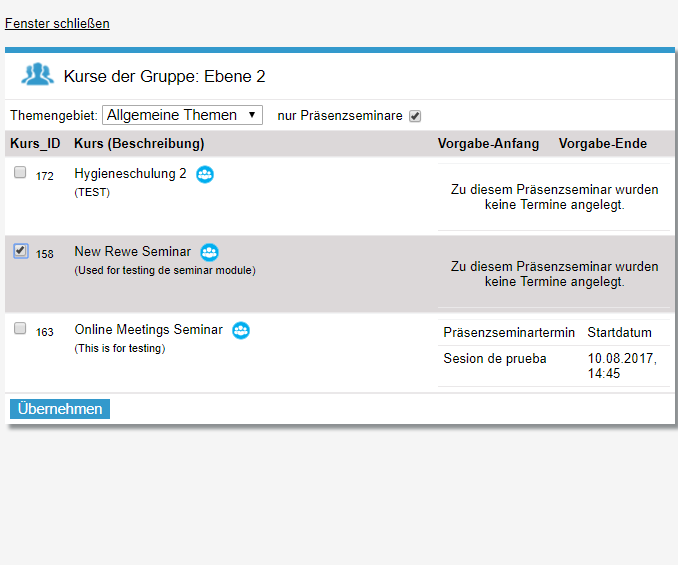 Fenster schließen
Kurse der Gruppe: Ebene 2
Themengebiet: Allgemeine Themen nur Präsenzseminare
Kurs_ID Kurs (Beschreibung) Vorgabe-Anfang Vorgabe-Ende
172 Hygieneschulung 2
(TEST)
Zu diesem Präsenzseminar wurden
keine Termine angelegt.
158 New Rewe Seminar
(Used for testing de seminar module)
Zu diesem Präsenzseminar wurden
keine Termine angelegt.
163 Online Meetings Seminar
(This is for testing)
Präsenzseminartermin Startdatum
Sesion de prueba 10.08.2017,
14:45
Übernehmen